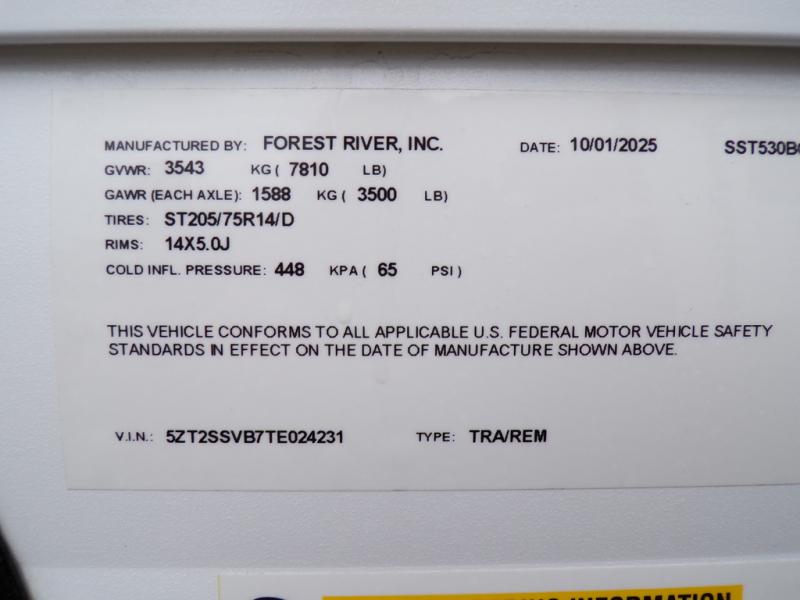 MANUFACTURED BY: FOREST RIVER, INC. DATE: 10/01/2025 SST530B
GVWR: 3543 KG ( 7810 LB)
GAWR (EACH AXLE): 1588 KG ( 3500 LB)
TIRES: ST205/75R14/D
RIMS: 14X5.0J
COLD INFL. PRESSURE: 448 KPA ( 65 PSI )
THIS VEHICLE CONFORMS TO ALL APPLICABLE U.S. FEDERAL MOTOR VEHICLE SAFETY
STANDARDS IN EFFECT ON THE DATE OF MANUFACTURE SHOWN ABOVE.
V.I.N.: 5ZT2SSVB7TE024231 TYPE: TRA/REM
INFORMATION